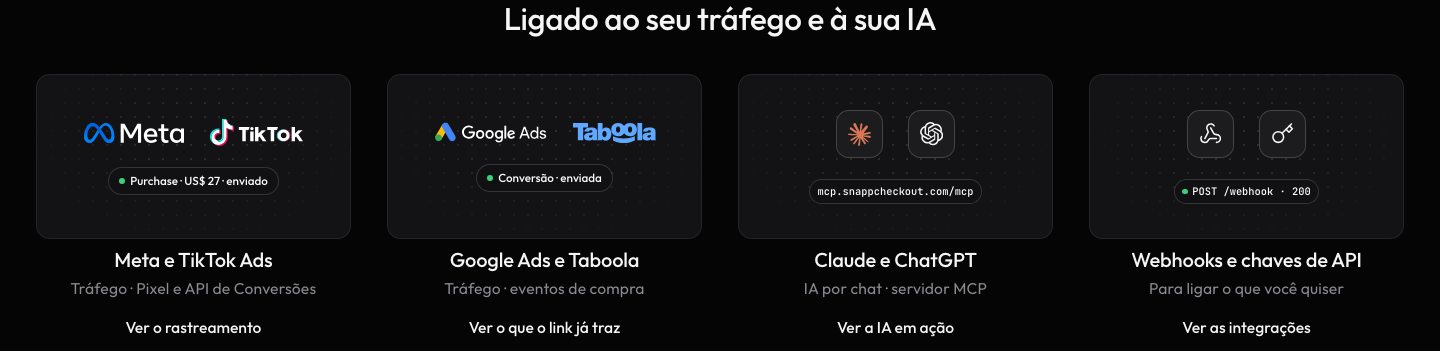 Ligado ao seu tráfego e à sua IA
Meta TikTok
Purchase · US$ 27 · enviado
Meta e TikTok Ads
Tráfego · Pixel e API de Conversões
Ver o rastreamento
Google Ads Taboola
Conversão · enviada
Google Ads e Taboola
Tráfego · eventos de compra
Ver o que o link já traz
mcp.snappcheckout.com/mcp
Claude e ChatGPT
IA por chat · servidor MCP
Ver a IA em ação
POST /webhook · 200
Webhooks e chaves de API
Para ligar o que você quiser
Ver as integrações